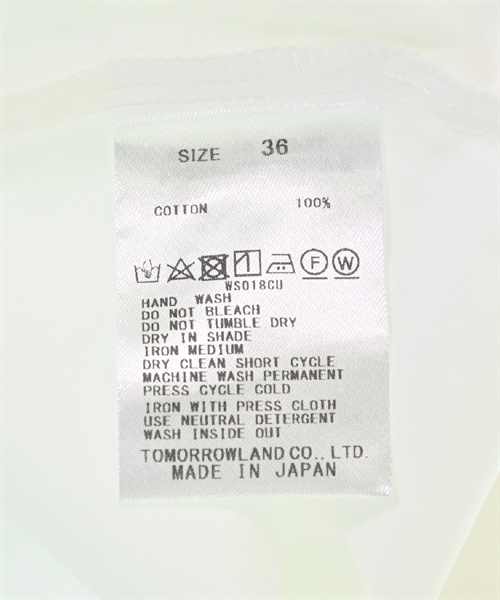 SIZE 36
COTTON 100%
F W
WS018GU
HAND WASH
DO NOT BLEACH
DO NOT TUMBLE DRY
DRY IN SHADE
IRON MEDIUM
DRY CLEAN SHORT CYCLE
MACHINE WASH PERMANENT
PRESS CYCLE COLD
IRON WITH PRESS CLOTH
USE NEUTRAL DETERGENT
WASH INSIDE OUT
TOMORROWLAND CO., LTD.
MADE IN JAPAN